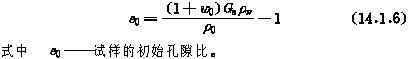 e₀ = (1 + w₀) Gₛ ρw / ρ₀ − 1 (14.1.6)
式中 e₀——试样的初始孔隙比。